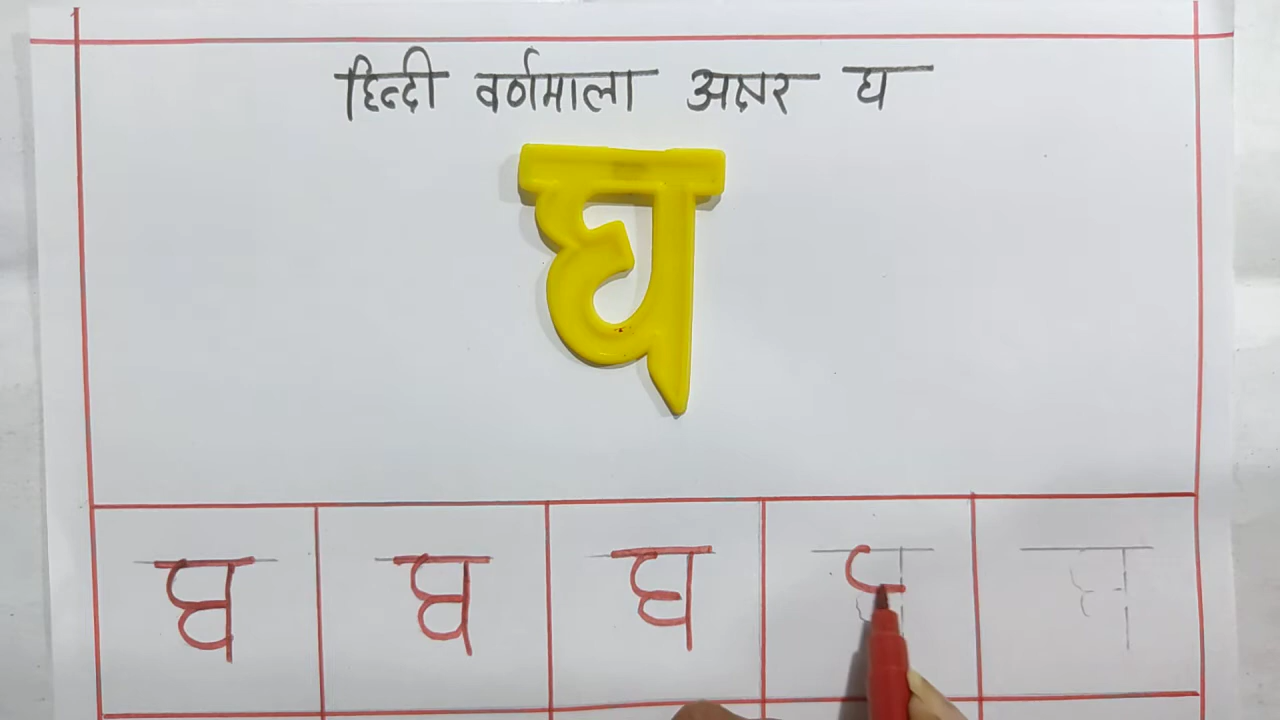 हिन्दी वर्णमाला अक्षर घ
घ
घ घ घ